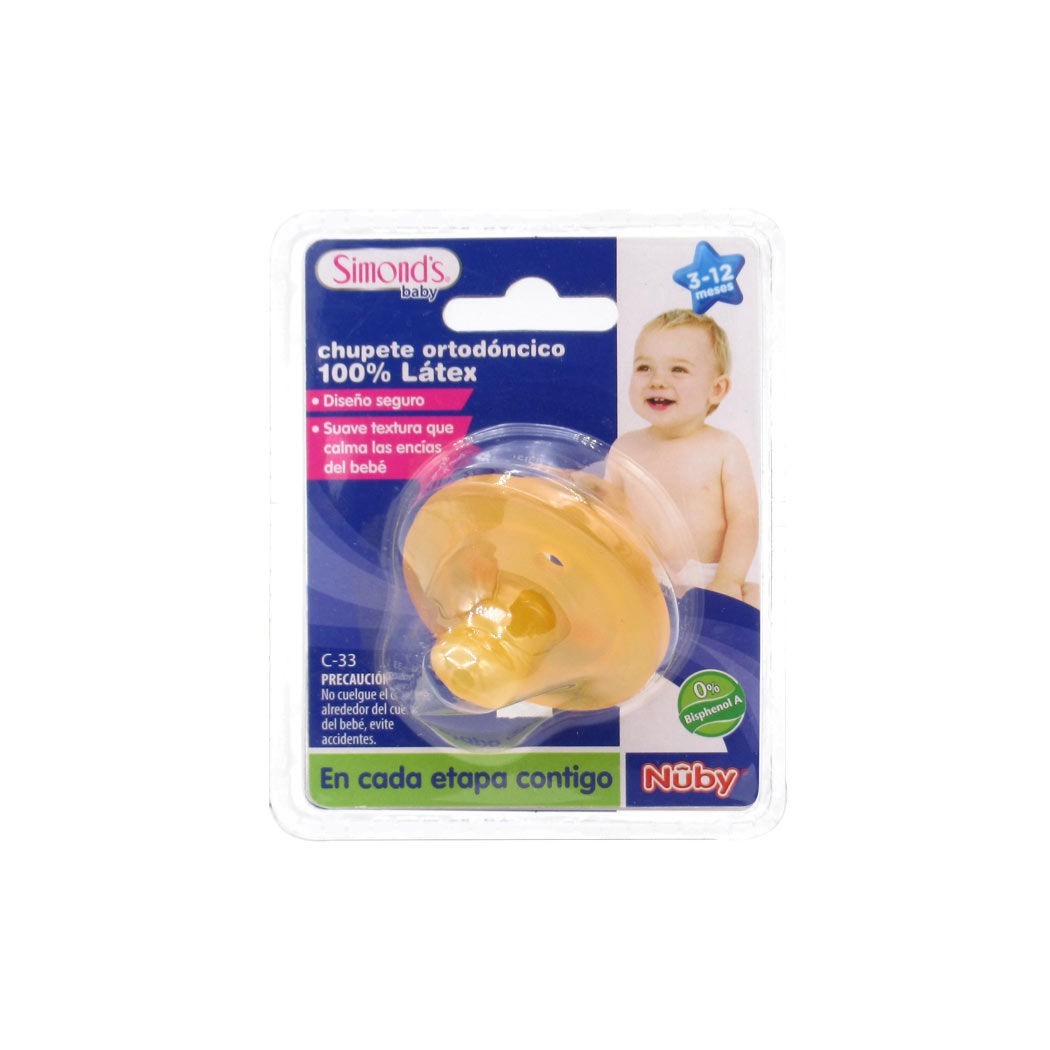 Simond's®
baby
3-12
meses
chupete ortodóncico
100% Látex
• Diseño seguro
• Suave textura que
calma las encías
del bebé
C-33
PRECAUCIÓN
No cuelgue el
alrededor del
del bebé, evite
accidentes.
0%
Bisphenol A
En cada etapa contigo
Nûby